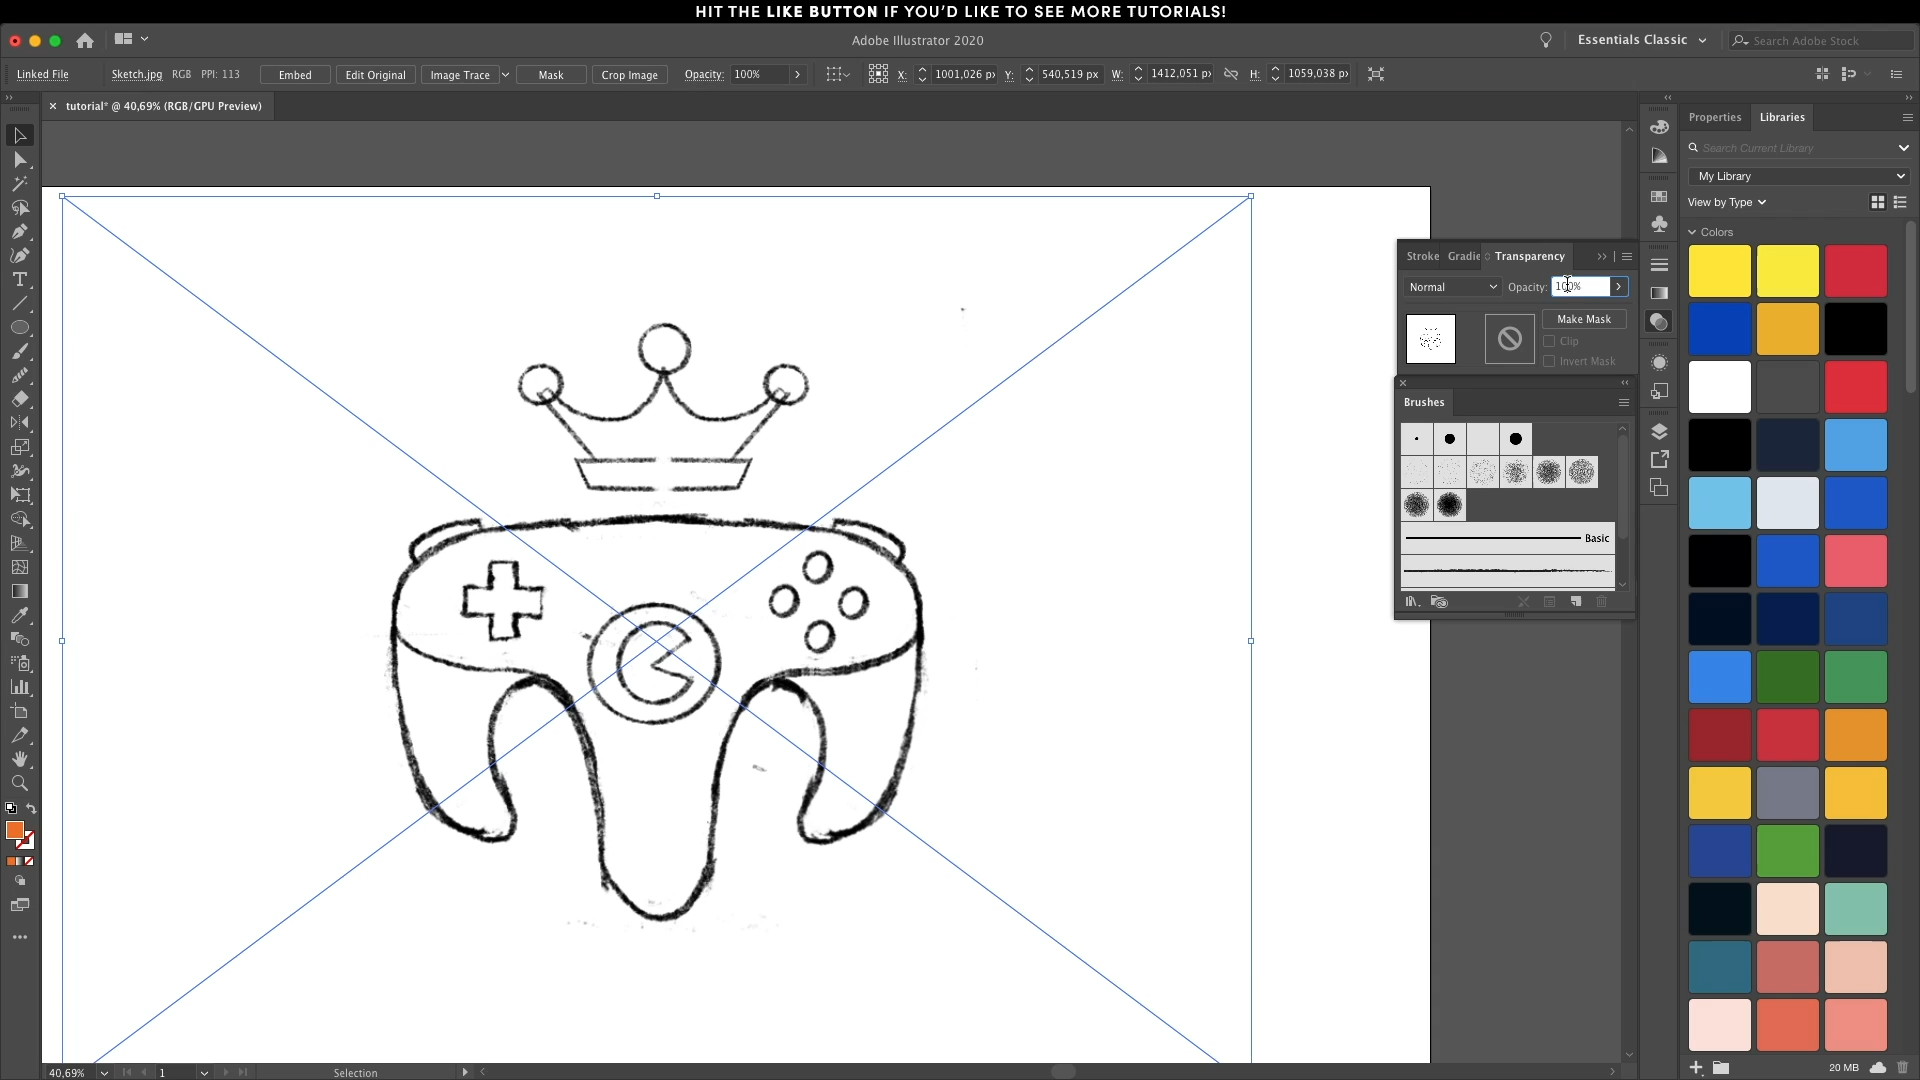 HIT THE LIKE BUTTON IF YOU'D LIKE TO SEE MORE TUTORIALS!
Adobe Illustrator 2020
Essentials Classic
Search Adobe Stock
Linked File
Sketch.jpg
RGB
PPI: 113
Embed
Edit Original
Image Trace
Mask
Crop Image
Opacity:
100%
X:
1001,026 px
Y:
540,519 px
W:
1412,051 px
H:
1059,038 px
tutorial* @ 40,69% (RGB/GPU Preview)
Properties
Libraries
Search Current Library
My Library
View by Type
Colors
Stroke
Gradie
Transparency
Normal
Opacity:
100%
Make Mask
Clip
Invert Mask
Brushes
Basic
40,69%
1
Selection
20 MB